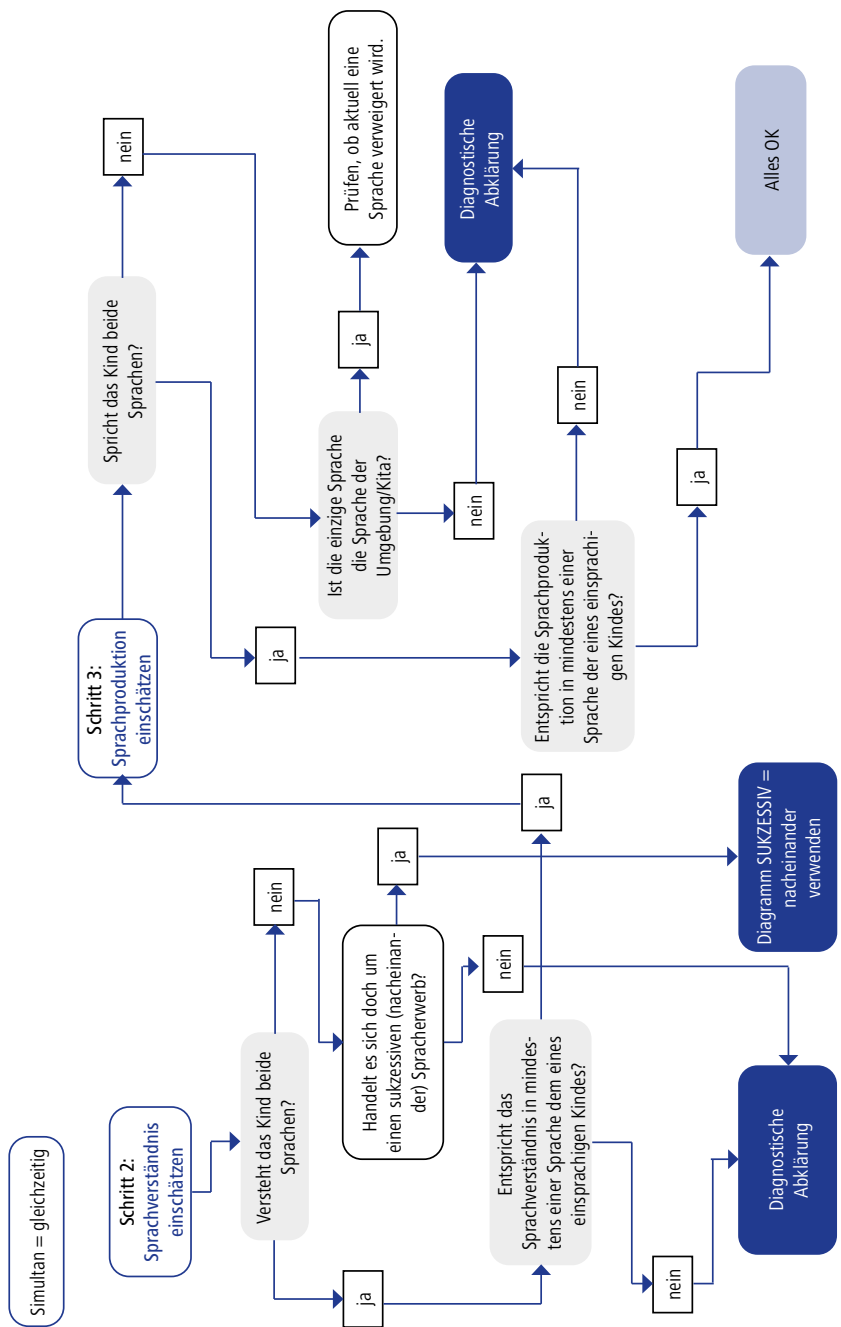 Simultan = gleichzeitig
Schritt 2:
Sprachverständnis
einschätzen
Versteht das Kind beide
Sprachen?
ja
nein
Handelt es sich doch um
einen sukzessiven (nacheinan-
der) Spracherwerb?
ja
nein
Entspricht das
Sprachverständnis in mindes-
tens einer Sprache dem eines
einsprachigen Kindes?
nein
ja
Diagnostische
Abklärung
Diagramm SUKZESSIV =
nacheinander
verwenden
Schritt 3:
Sprachproduktion
einschätzen
Spricht das Kind beide
Sprachen?
ja
nein
Ist die einzige Sprache
die Sprache der
Umgebung/Kita?
ja
nein
Prüfen, ob aktuell eine
Sprache verweigert wird.
Diagnostische
Abklärung
Entspricht die Sprachproduk-
tion in mindestens einer
Sprache der eines einsprachi-
gen Kindes?
nein
ja
Alles OK